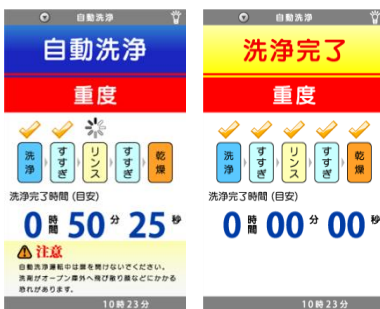 自動洗浄
自動洗浄
重度
洗浄
すすぎ
リンス
すすぎ
乾燥
洗浄完了時間 (目安)
0 時間 50 分 25 秒
注意
自動洗浄運転中は扉を開けないでください。
洗剤がオープン庫外へ飛び散り顔などにかかる
恐れがあります。
10時23分
自動洗浄
洗浄完了
重度
洗浄
すすぎ
リンス
すすぎ
乾燥
洗浄完了時間 (目安)
0 時間 00 分 00 秒
10時23分